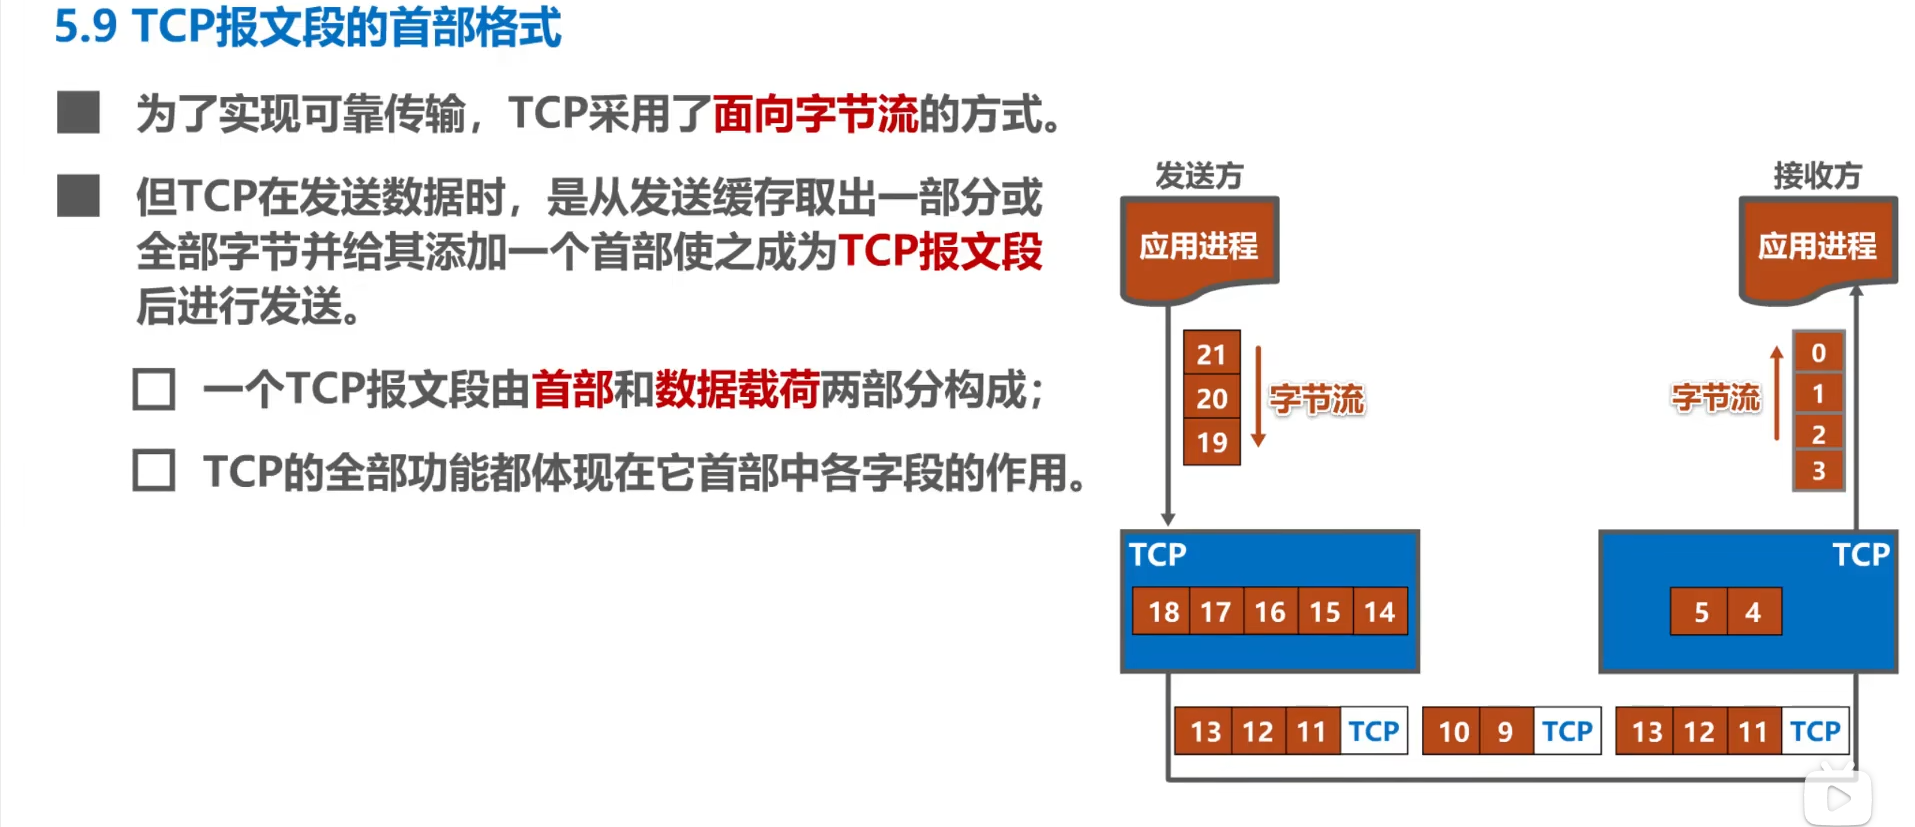 5.9 TCP报文段的首部格式
为了实现可靠传输，TCP采用了面向字节流的方式。
但TCP在发送数据时，是从发送缓存取出一部分或
全部字节并给其添加一个首部使之成为TCP报文段
后进行发送。
一个TCP报文段由首部和数据载荷两部分构成；
TCP的全部功能都体现在它首部中各字段的作用。
发送方
应用进程
21
20
19
字节流
TCP
18 17 16 15 14
接收方
应用进程
0
1
2
3
字节流
TCP
5 4
13 12 11 TCP
10 9 TCP
13 12 11 TCP